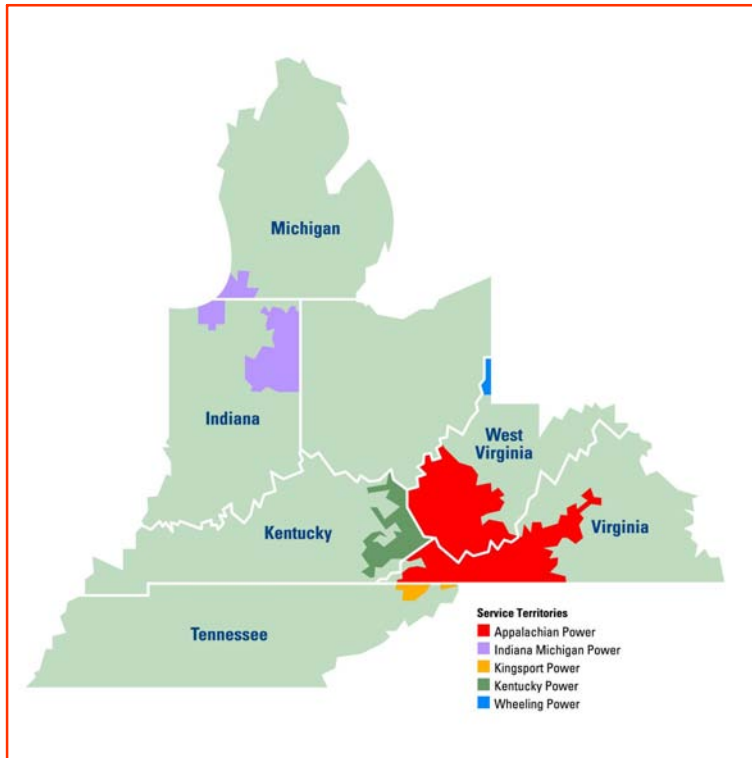 Michigan
Indiana
West
Virginia
Kentucky
Virginia
Tennessee
Service Territories
Appalachian Power
Indiana Michigan Power
Kingsport Power
Kentucky Power
Wheeling Power